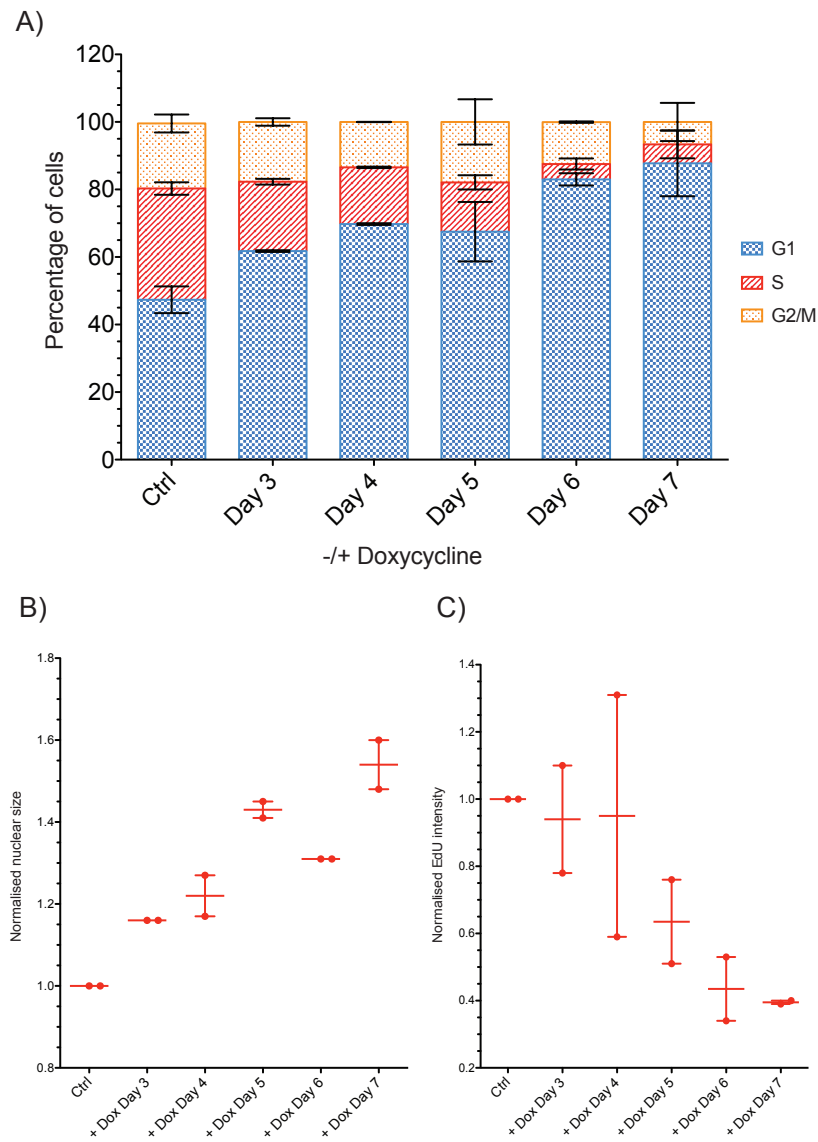 A)
Percentage of cells
120
100
80
60
40
20
0
Ctrl
Day 3
Day 4
Day 5
Day 6
Day 7
-/+ Doxycycline
G1
S
G2/M
B)
Normalised nuclear size
1.8
1.6
1.4
1.2
1.0
0.8
Ctrl
+ Dox Day 3
+ Dox Day 4
+ Dox Day 5
+ Dox Day 6
+ Dox Day 7
C)
Normalised EdU intensity
1.4
1.2
1.0
0.8
0.6
0.4
0.2
Ctrl
+ Dox Day 3
+ Dox Day 4
+ Dox Day 5
+ Dox Day 6
+ Dox Day 7